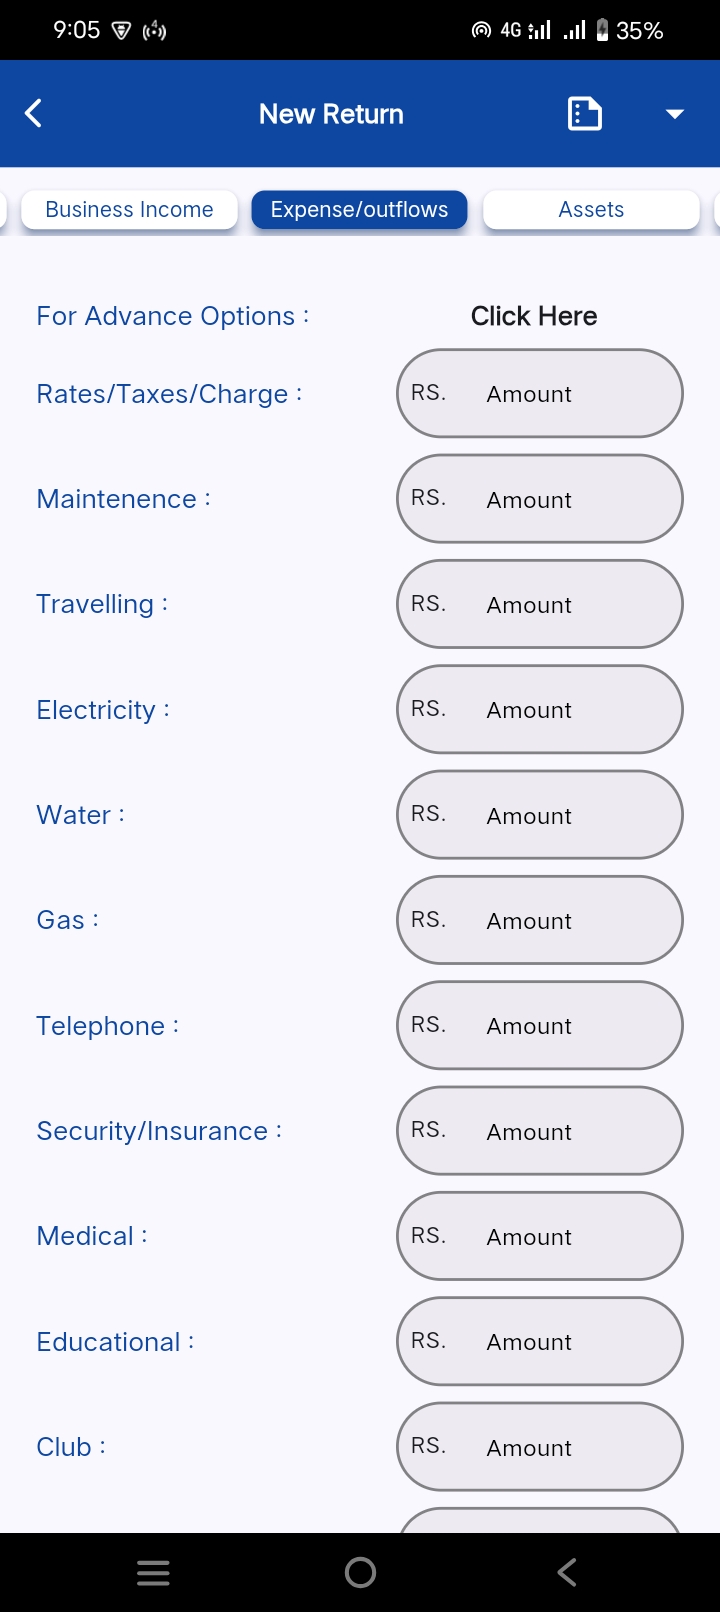 9:05 4 4G 35%
New Return
Business Income Expense/outflows Assets
For Advance Options : Click Here
Rates/Taxes/Charge : RS. Amount
Maintenence : RS. Amount
Travelling : RS. Amount
Electricity : RS. Amount
Water : RS. Amount
Gas : RS. Amount
Telephone : RS. Amount
Security/Insurance : RS. Amount
Medical : RS. Amount
Educational : RS. Amount
Club : RS. Amount